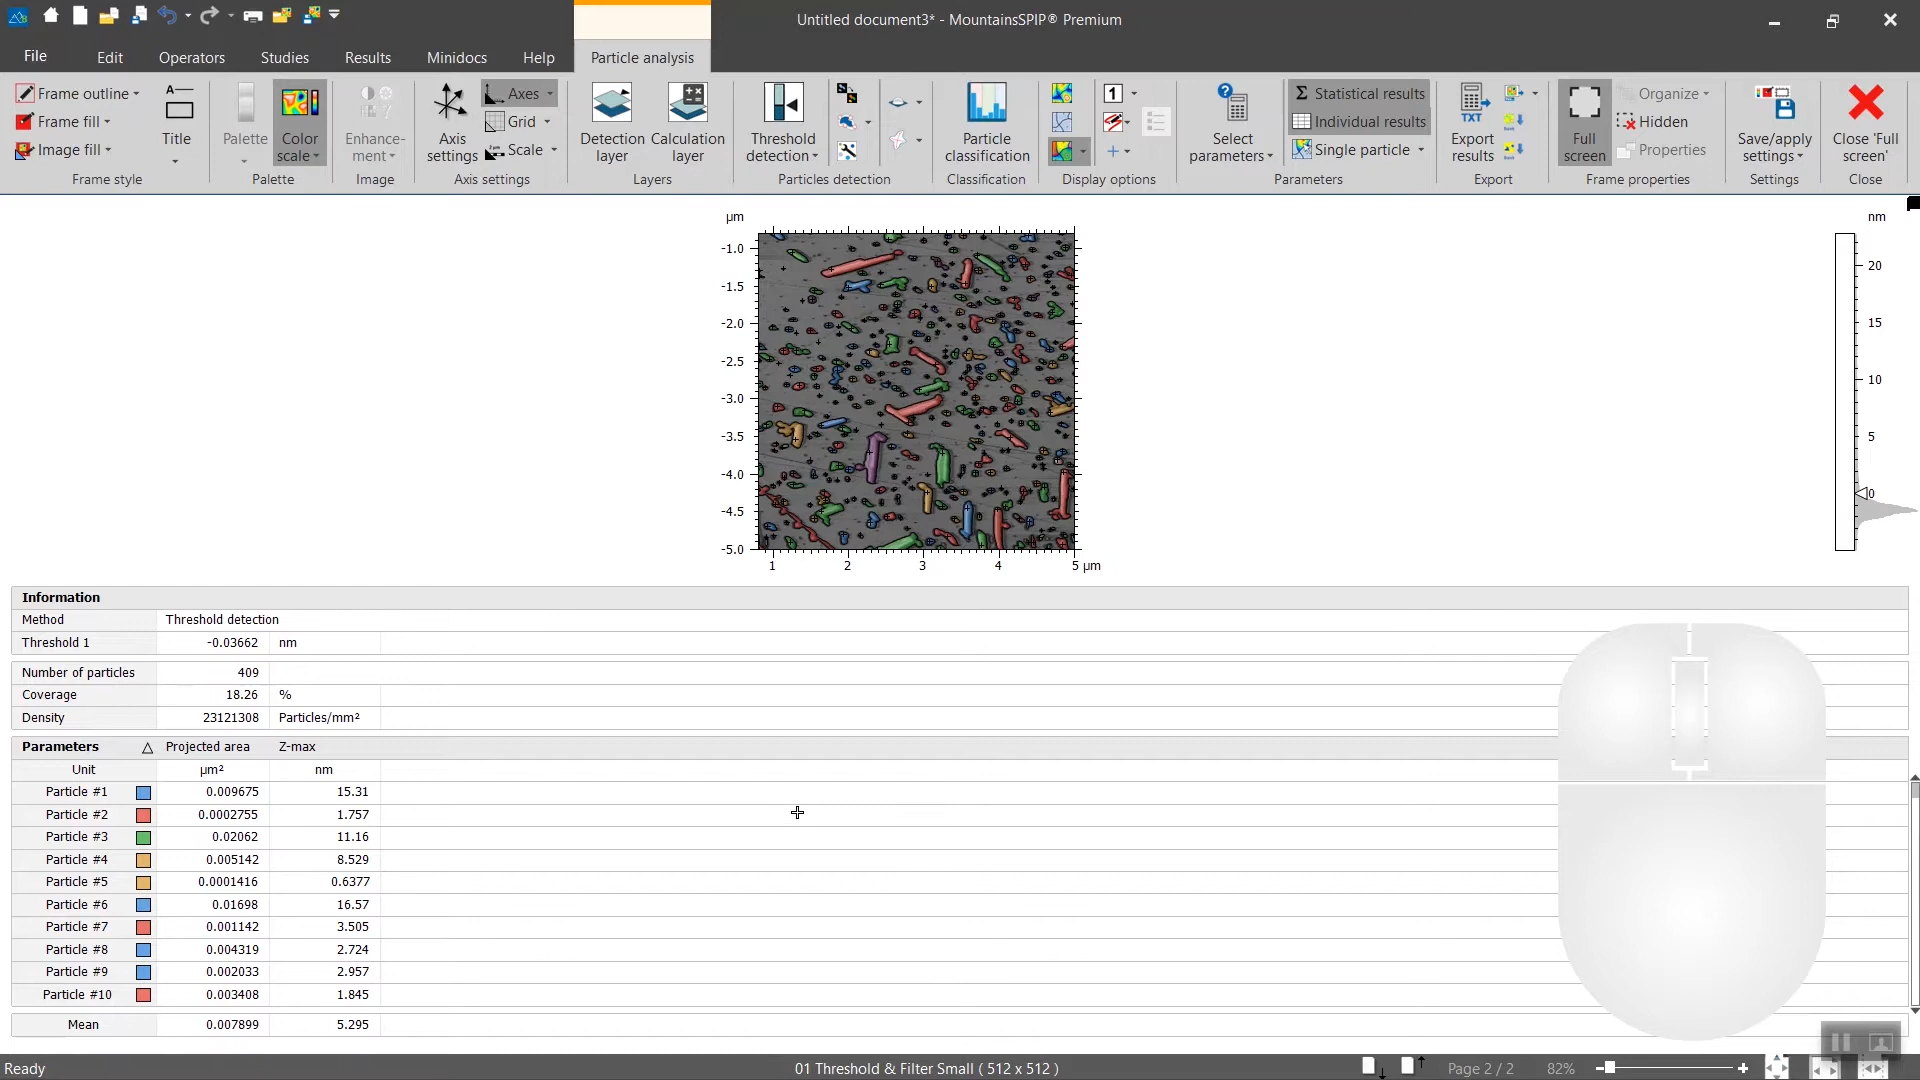 Untitled document3* - MountainsSPIP® Premium
File Edit Operators Studies Results Minidocs Help Particle analysis
Frame outline
Frame fill
Image fill
Title
Frame style
Palette
Color scale
Palette
Enhance-
ment
Image
Axis
settings
Axes
Grid
Scale
Axis settings
Detection
layer
Calculation
layer
Layers
Threshold
detection
Particles detection
Particle
classification
Classification
1
Display options
Select
parameters
Σ Statistical results
Individual results
Single particle
Parameters
TXT
Export
results
Export
Full
screen
Organize
Hidden
Properties
Frame properties
Save/apply
settings
Settings
Close 'Full
screen'
Close
µm
-1.0
-1.5
-2.0
-2.5
-3.0
-3.5
-4.0
-4.5
-5.0
1 2 3 4 5 µm
nm
20
15
10
5
0
Information
Method Threshold detection
Threshold 1 -0.03662 nm
Number of particles 409
Coverage 18.26 %
Density 23121308 Particles/mm²
Parameters △ Projected area Z-max
Unit µm² nm
Particle #1 0.009675 15.31
Particle #2 0.0002755 1.757
Particle #3 0.02062 11.16
Particle #4 0.005142 8.529
Particle #5 0.0001416 0.6377
Particle #6 0.01698 16.57
Particle #7 0.001142 3.505
Particle #8 0.004319 2.724
Particle #9 0.002033 2.957
Particle #10 0.003408 1.845
Mean 0.007899 5.295
Ready 01 Threshold & Filter Small ( 512 x 512 ) Page 2 / 2 82%